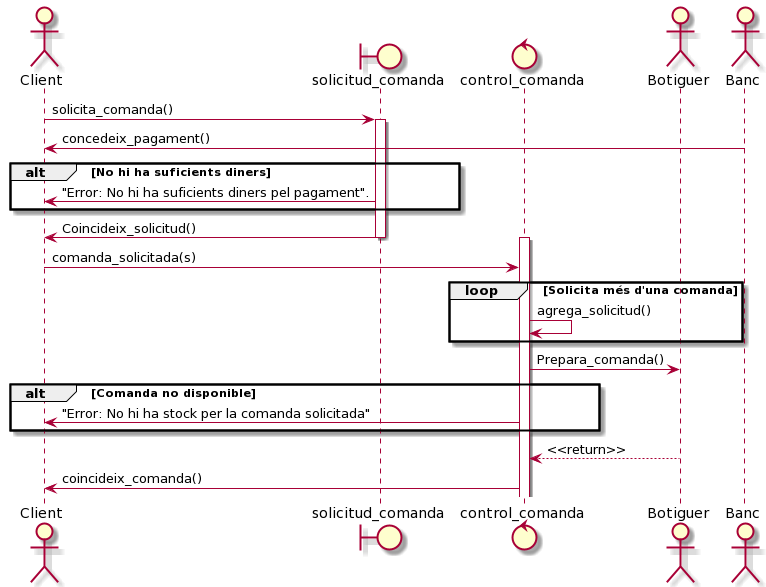 Client
solicitud_comanda
control_comanda
Botiguer
Banc
solicita_comanda()
concedeix_pagament()
alt [No hi ha suficients diners]
"Error: No hi ha suficients diners pel pagament".
Coincideix_solicitud()
comanda_solicitada(s)
loop [Solicita més d'una comanda]
agrega_solicitud()
Prepara_comanda()
alt [Comanda no disponible]
"Error: No hi ha stock per la comanda solicitada"
<<return>>
coincideix_comanda()
Client
solicitud_comanda
control_comanda
Botiguer
Banc